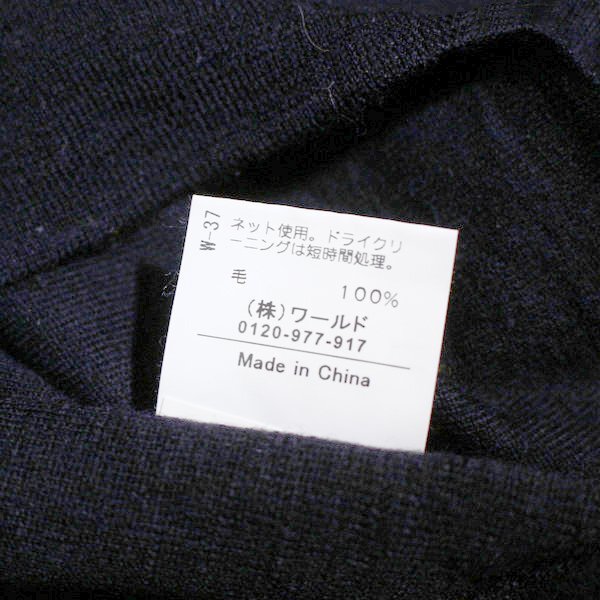 W-37
ネット使用。ドライクリ
ーニングは短時間処理。
毛 100%
(株)ワールド
0120-977-917
Made in China